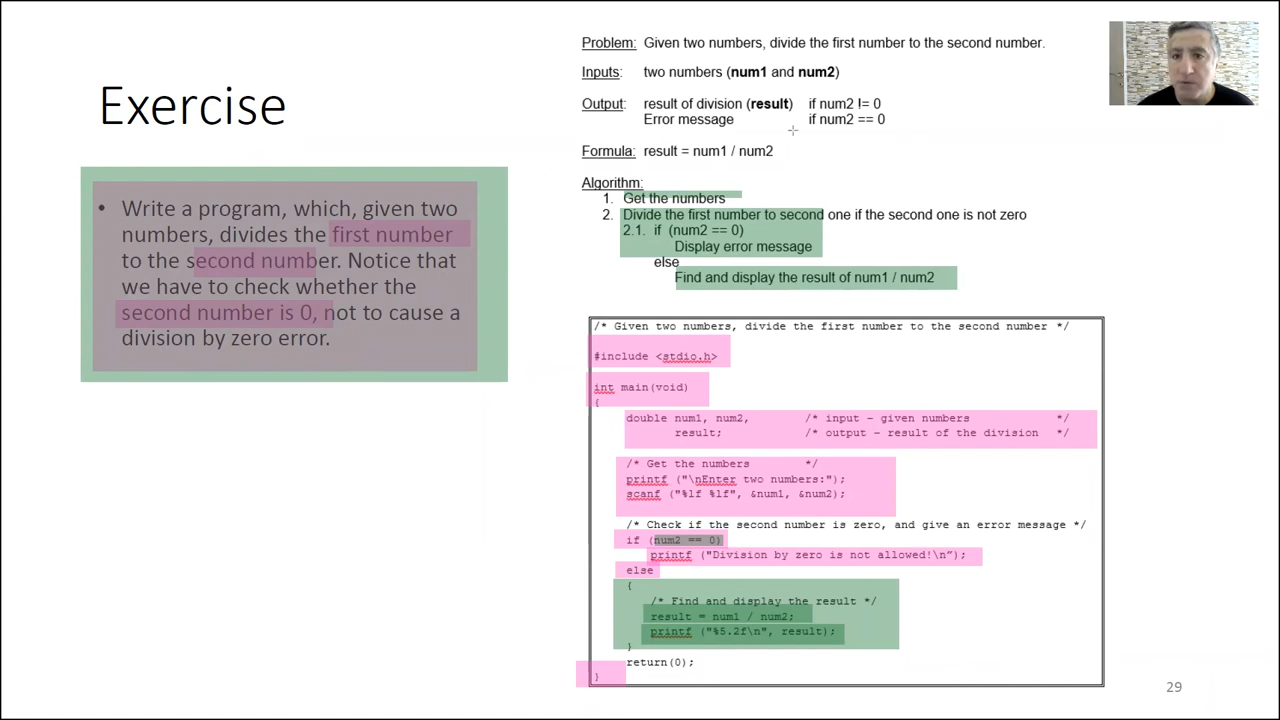 Exercise
• Write a program, which, given two
numbers, divides the first number
to the second number. Notice that
we have to check whether the
second number is 0, not to cause a
division by zero error.
Problem: Given two numbers, divide the first number to the second number.
Inputs: two numbers (num1 and num2)
Output: result of division (result) if num2 != 0
Error message if num2 == 0
Formula: result = num1 / num2
Algorithm:
1. Get the numbers
2. Divide the first number to second one if the second one is not zero
2.1. if (num2 == 0)
Display error message
else
Find and display the result of num1 / num2
/* Given two numbers, divide the first number to the second number */
#include <stdio.h>
int main(void)
{
double num1, num2, /* input – given numbers */
result; /* output – result of the division */
/* Get the numbers */
printf ("\nEnter two numbers:");
scanf ("%lf %lf", &num1, &num2);
/* Check if the second number is zero, and give an error message */
if (num2 == 0)
printf ("Division by zero is not allowed!\n");
else
{
/* Find and display the result */
result = num1 / num2;
printf ("%5.2f\n", result);
}
return(0);
}
29